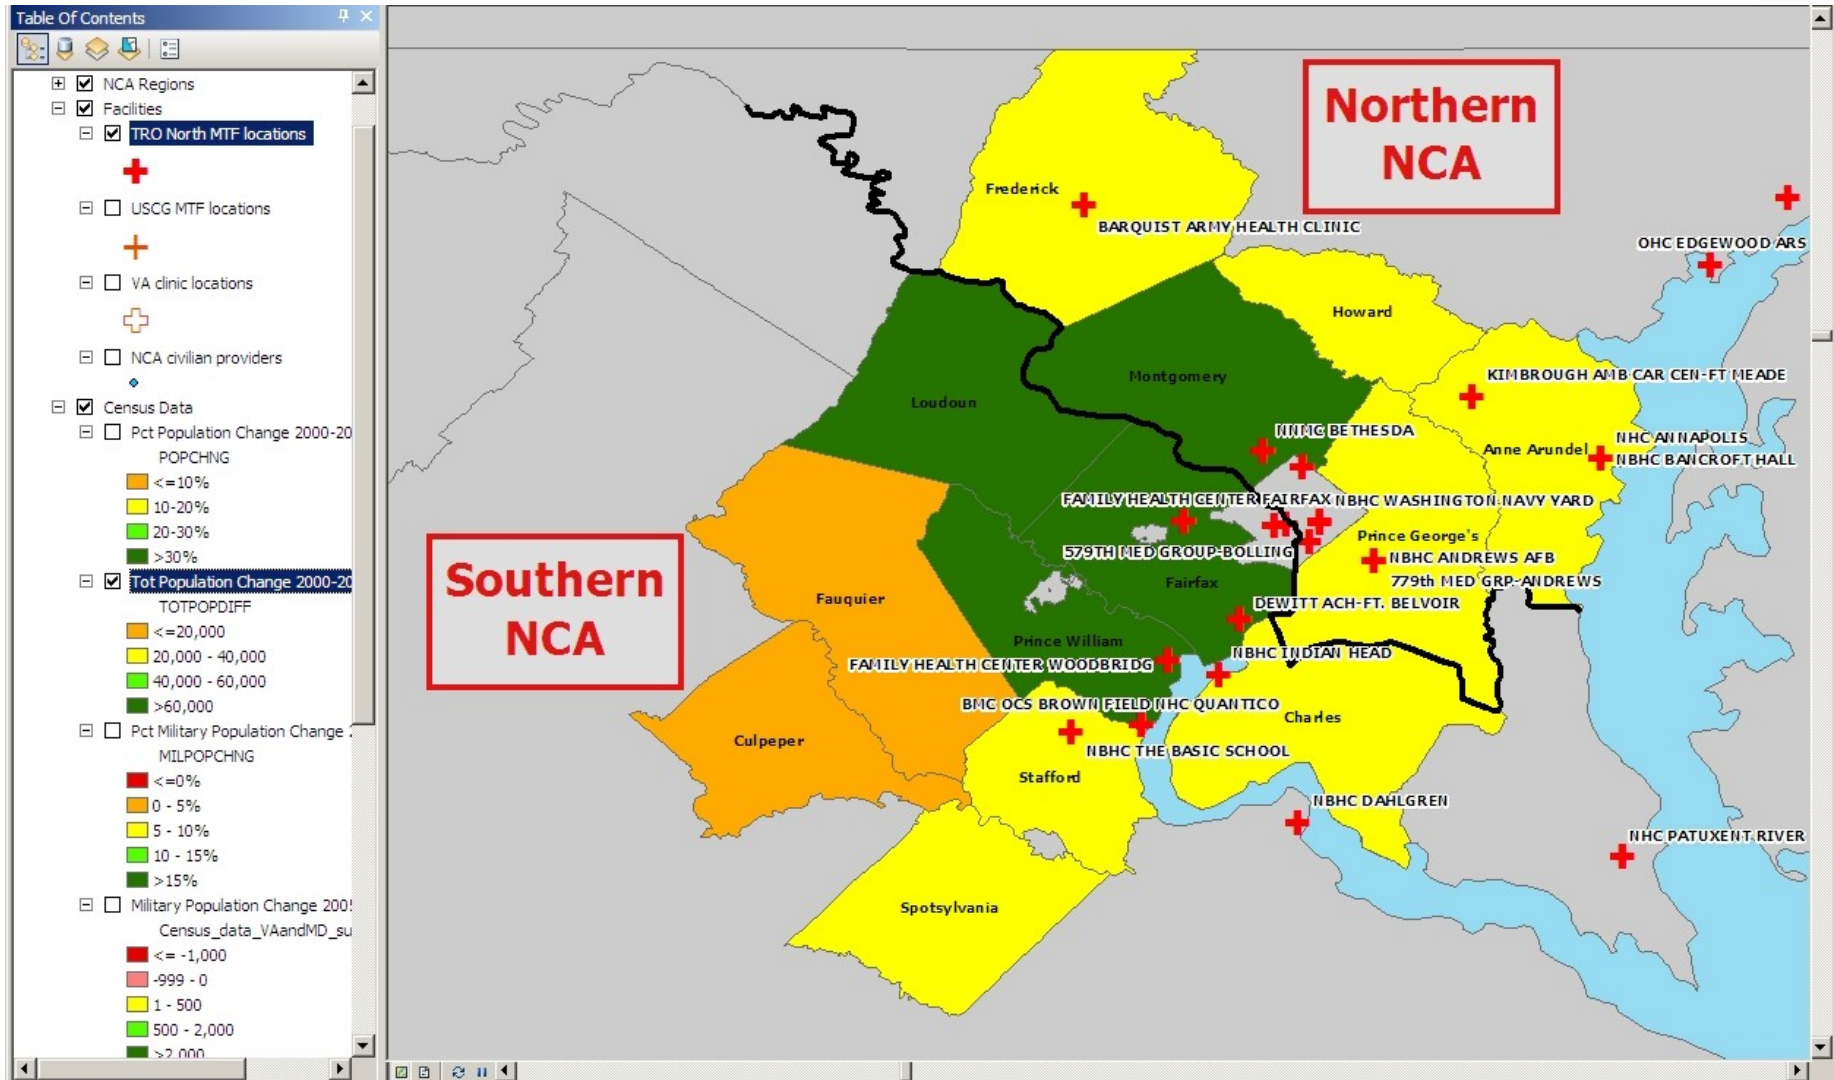 Table Of Contents
NCA Regions
Facilities
TRO North MTF locations
USCG MTF locations
VA clinic locations
NCA civilian providers
Census Data
Pct Population Change 2000-20
POPCHNG
<=10%
10-20%
20-30%
>30%
Tot Population Change 2000-20
TOTPOPDIFF
<=20,000
20,000 - 40,000
40,000 - 60,000
>60,000
Pct Military Population Change
MILPOPCHNG
<=0%
0 - 5%
5 - 10%
10 - 15%
>15%
Military Population Change 2005
Census_data_VAandMD_su
<= -1,000
-999 - 0
1 - 500
500 - 2,000
>2,000
Northern
NCA
Frederick
BARQUIST ARMY HEALTH CLINIC
OHC EDGEWOOD ARS
Howard
Montgomery
KIMBROUGH AMB CAR CEN-FT MEADE
Loudoun
NNMC BETHESDA
NHC ANNAPOLIS
Anne Arundel
NBHC BANCROFT HALL
FAMILY HEALTH CENTER FAIRFAX
NBHC WASHINGTON NAVY YARD
Prince George's
579TH MED GROUP-BOLLING
NBHC ANDREWS AFB
Fairfax
779th MED GRP-ANDREWS
Southern
NCA
Fauquier
DEWITT ACH-FT. BELVOIR
Prince William
NBHC INDIAN HEAD
FAMILY HEALTH CENTER WOODBRIDG
BMC OCS BROWN FIELD
NHC QUANTICO
Charles
Culpeper
NBHC THE BASIC SCHOOL
Stafford
NBHC DAHLGREN
NHC PATUXENT RIVER
Spotsylvania